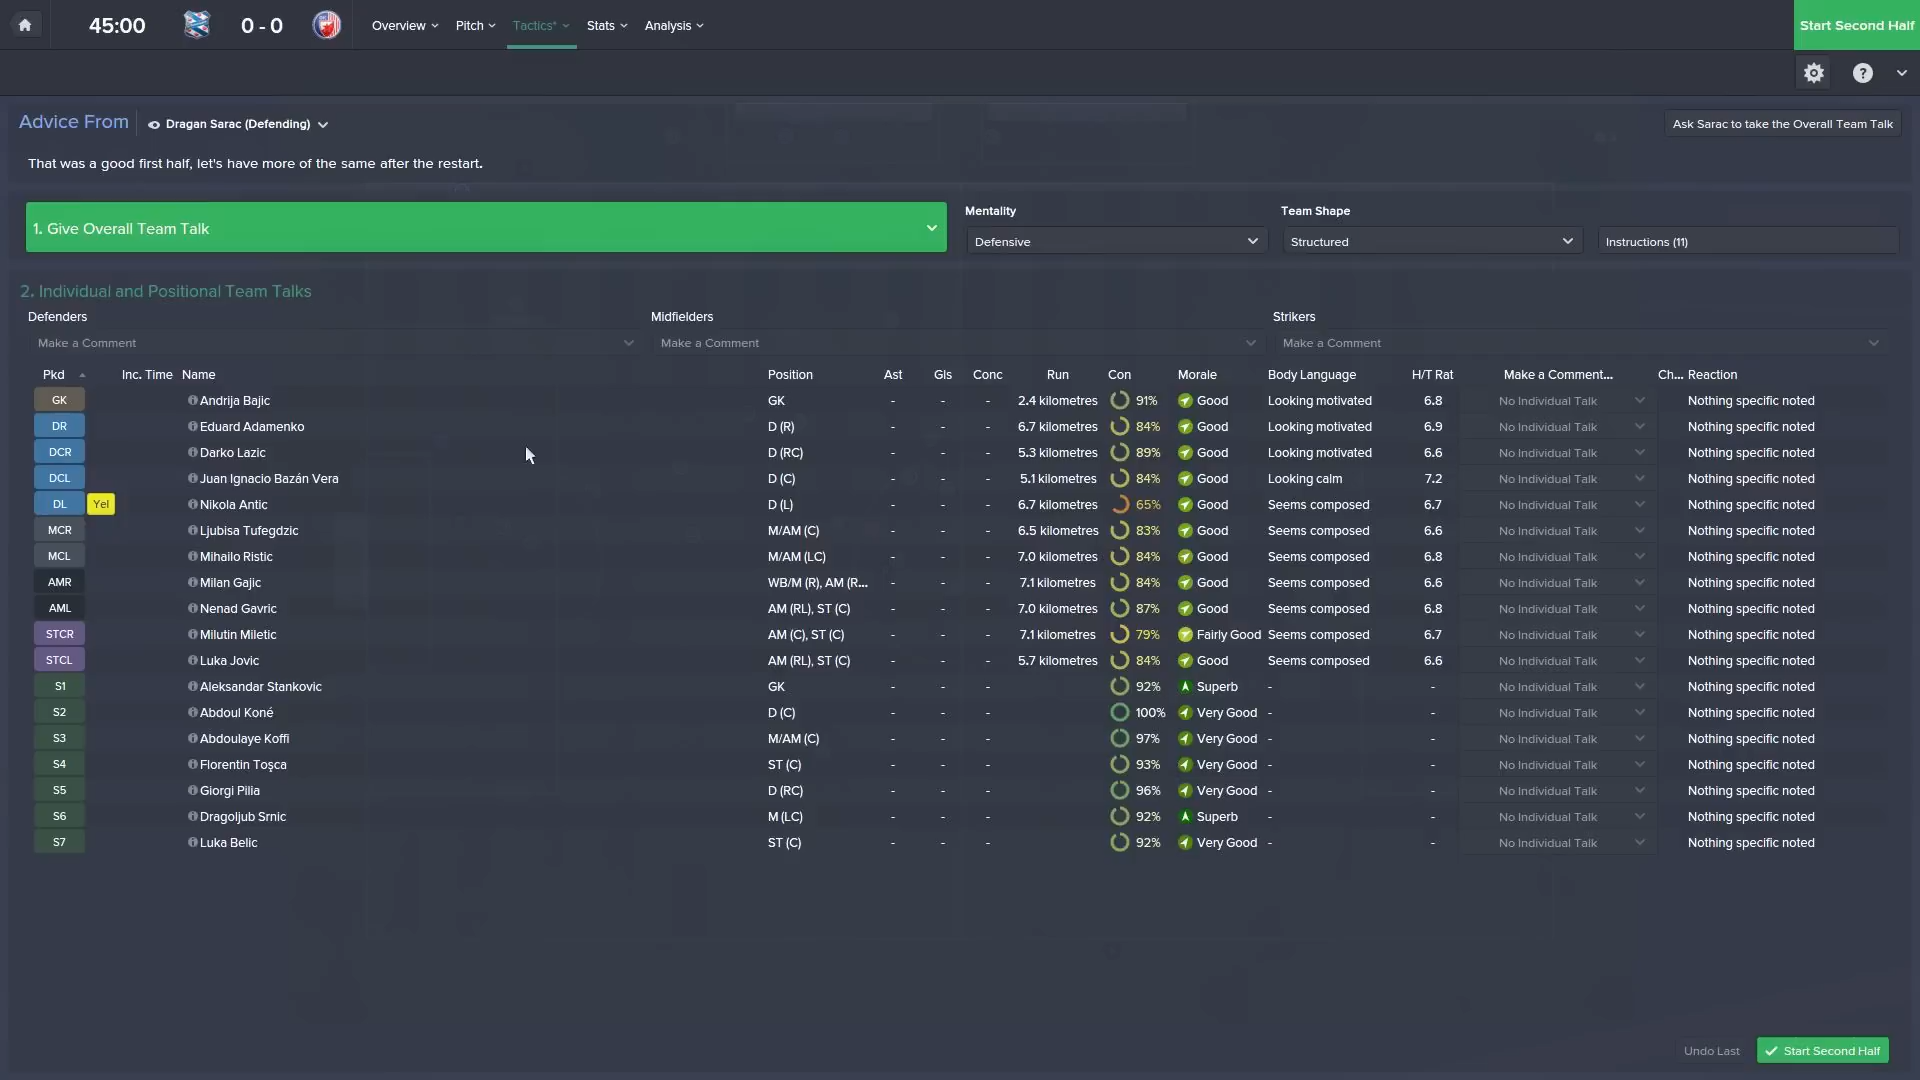 45:00 0 - 0 Overview Pitch Tactics* Stats Analysis Start Second Half
?
Advice From Dragan Sarac (Defending) Ask Sarac to take the Overall Team Talk
That was a good first half, let's have more of the same after the restart.
Mentality Team Shape
1. Give Overall Team Talk Defensive Structured Instructions (11)
2. Individual and Positional Team Talks
Defenders Midfielders Strikers
Make a Comment Make a Comment Make a Comment
Pkd Inc. Time Name Position Ast Gls Conc Run Con Morale Body Language H/T Rat Make a Comment... Ch... Reaction
GK Andrija Bajic GK - - - 2.4 kilometres 91% Good Looking motivated 6.8 No Individual Talk Nothing specific noted
DR Eduard Adamenko D (R) - - - 6.7 kilometres 84% Good Looking motivated 6.9 No Individual Talk Nothing specific noted
DCR Darko Lazic D (RC) - - - 5.3 kilometres 89% Good Looking motivated 6.6 No Individual Talk Nothing specific noted
DCL Juan Ignacio Bazán Vera D (C) - - - 5.1 kilometres 84% Good Looking calm 7.2 No Individual Talk Nothing specific noted
DL Yel Nikola Antic D (L) - - - 6.7 kilometres 65% Good Seems composed 6.7 No Individual Talk Nothing specific noted
MCR Ljubisa Tufegdzic M/AM (C) - - - 6.5 kilometres 83% Good Seems composed 6.6 No Individual Talk Nothing specific noted
MCL Mihailo Ristic M/AM (LC) - - - 7.0 kilometres 84% Good Seems composed 6.8 No Individual Talk Nothing specific noted
AMR Milan Gajic WB/M (R), AM (R... - - - 7.1 kilometres 84% Good Seems composed 6.6 No Individual Talk Nothing specific noted
AML Nenad Gavric AM (RL), ST (C) - - - 7.0 kilometres 87% Good Seems composed 6.8 No Individual Talk Nothing specific noted
STCR Milutin Miletic AM (C), ST (C) - - - 7.1 kilometres 79% Fairly Good Seems composed 6.7 No Individual Talk Nothing specific noted
STCL Luka Jovic AM (RL), ST (C) - - - 5.7 kilometres 84% Good Seems composed 6.6 No Individual Talk Nothing specific noted
S1 Aleksandar Stankovic GK - - - 92% Superb - - No Individual Talk Nothing specific noted
S2 Abdoul Koné D (C) - - - 100% Very Good - - No Individual Talk Nothing specific noted
S3 Abdoulaye Koffi M/AM (C) - - - 97% Very Good - - No Individual Talk Nothing specific noted
S4 Florentin Toşca ST (C) - - - 93% Very Good - - No Individual Talk Nothing specific noted
S5 Giorgi Pilia D (RC) - - - 96% Very Good - - No Individual Talk Nothing specific noted
S6 Dragoljub Srnic M (LC) - - - 92% Superb - - No Individual Talk Nothing specific noted
S7 Luka Belic ST (C) - - - 92% Very Good - - No Individual Talk Nothing specific noted
Undo Last Start Second Half